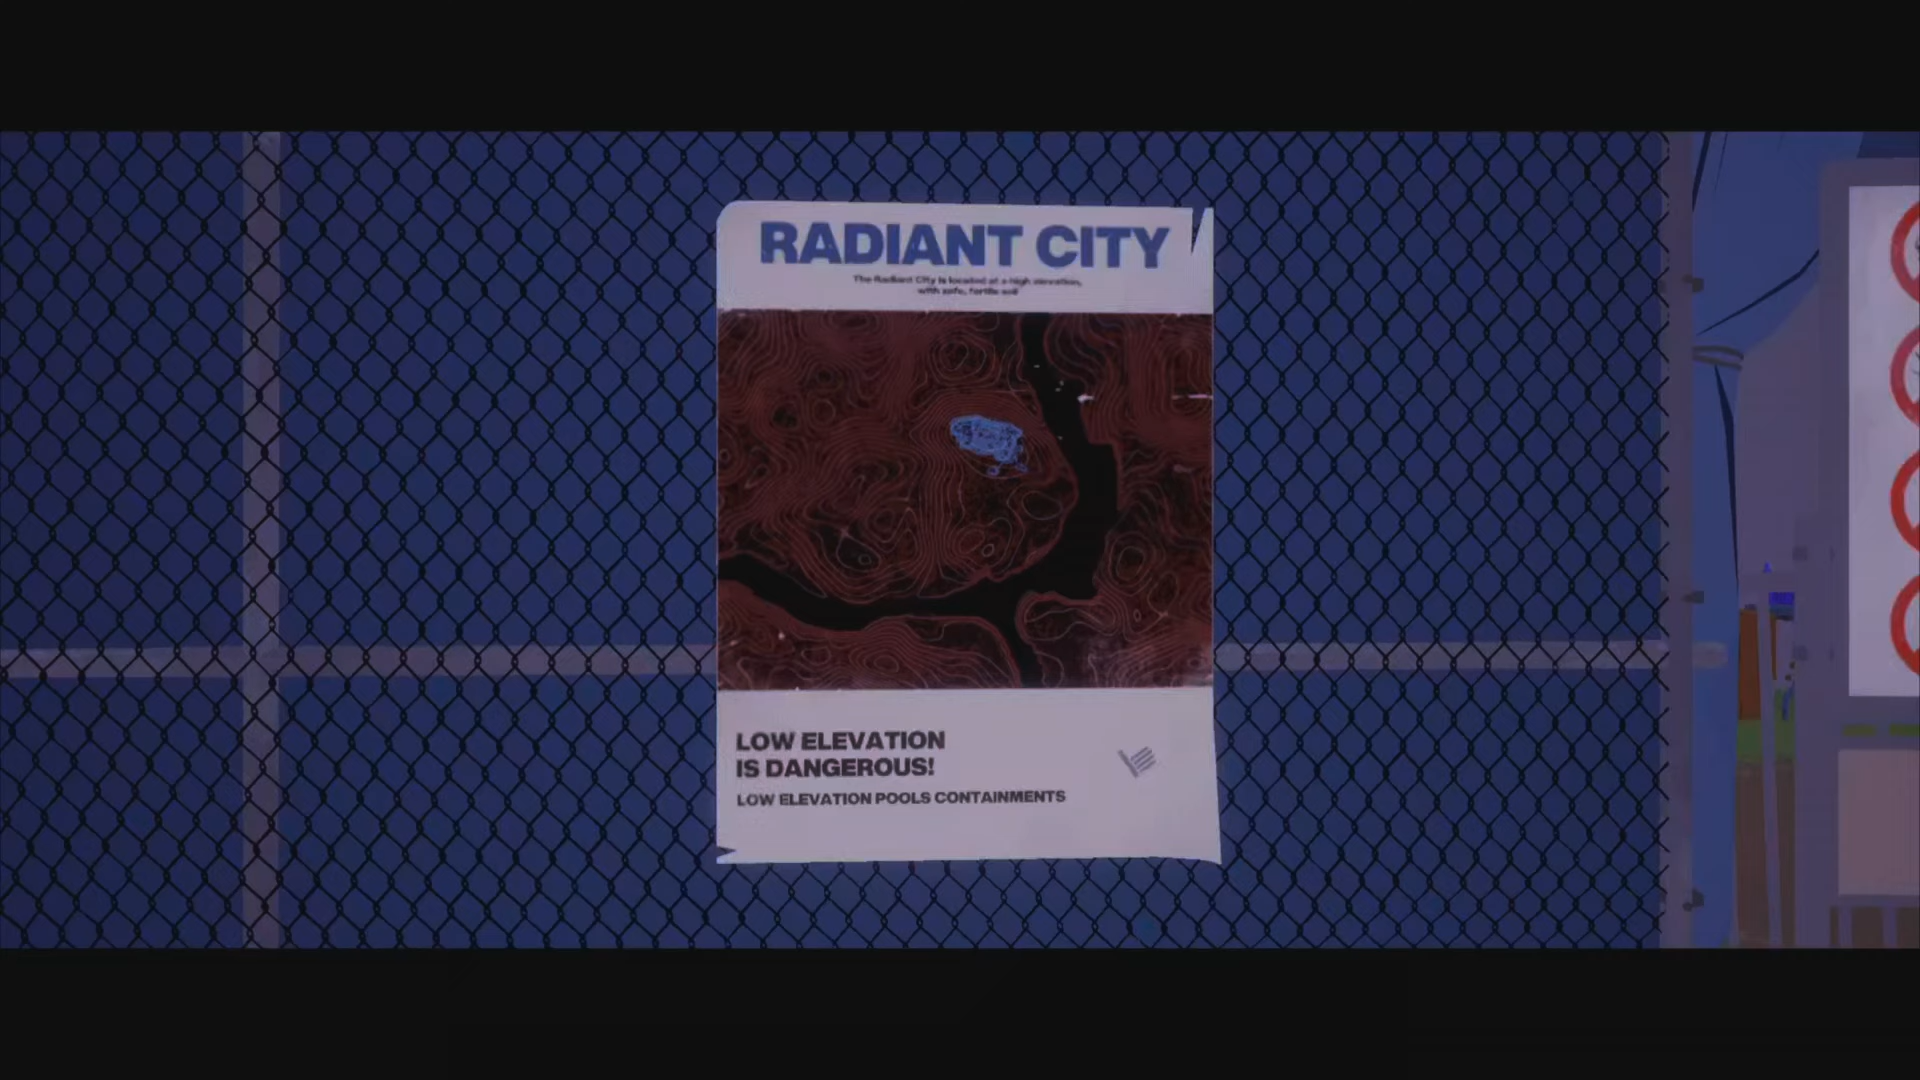 RADIANT CITY
The Radiant City is located at a high elevation,
with safe, fertile soil
LOW ELEVATION
IS DANGEROUS!
LOW ELEVATION POOLS CONTAINMENTS